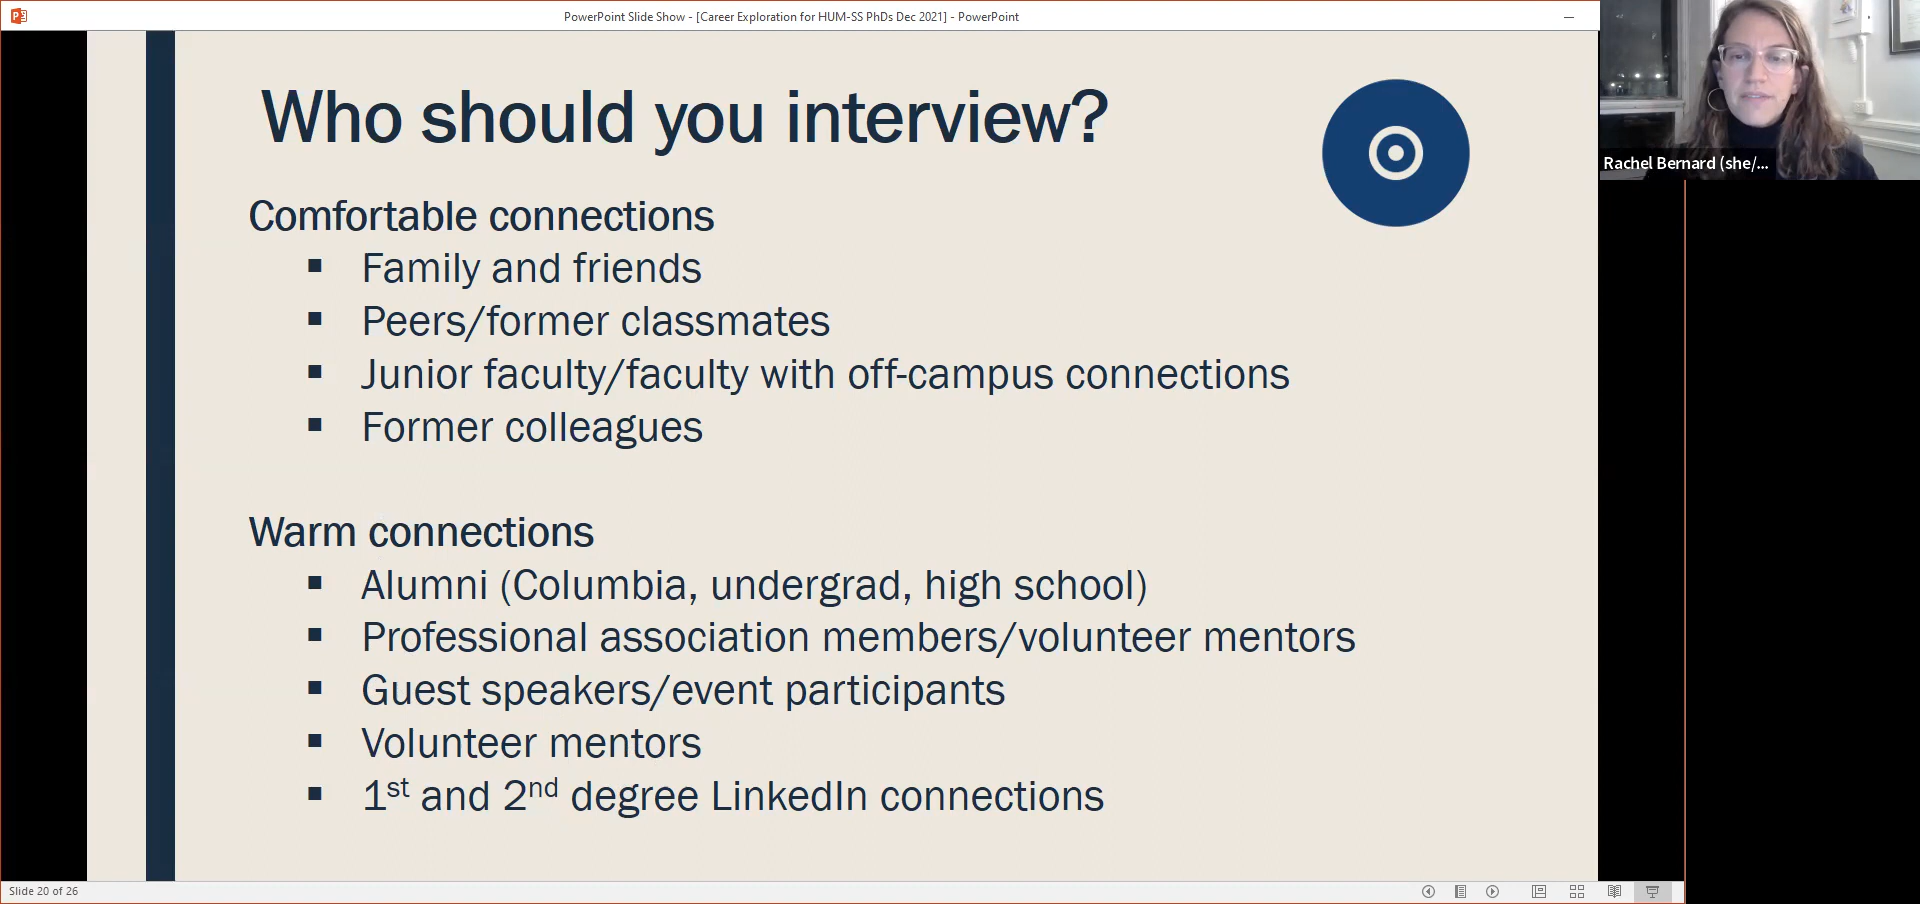 PowerPoint Slide Show - [Career Exploration for HUM-SS PhDs Dec 2021] - PowerPoint
Who should you interview?
Rachel Bernard (she/...
Comfortable connections
Family and friends
Peers/former classmates
Junior faculty/faculty with off-campus connections
Former colleagues
Warm connections
Alumni (Columbia, undergrad, high school)
Professional association members/volunteer mentors
Guest speakers/event participants
Volunteer mentors
1st and 2nd degree LinkedIn connections
Slide 20 of 26